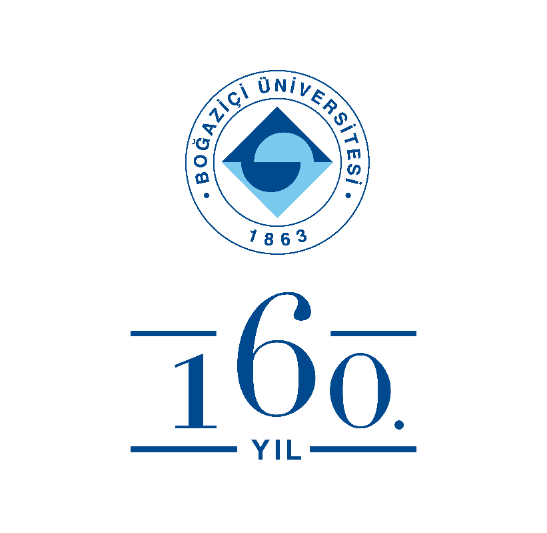 · BOĞAZİÇİ ÜNİVERSİTESİ ·
1863
160.
YIL